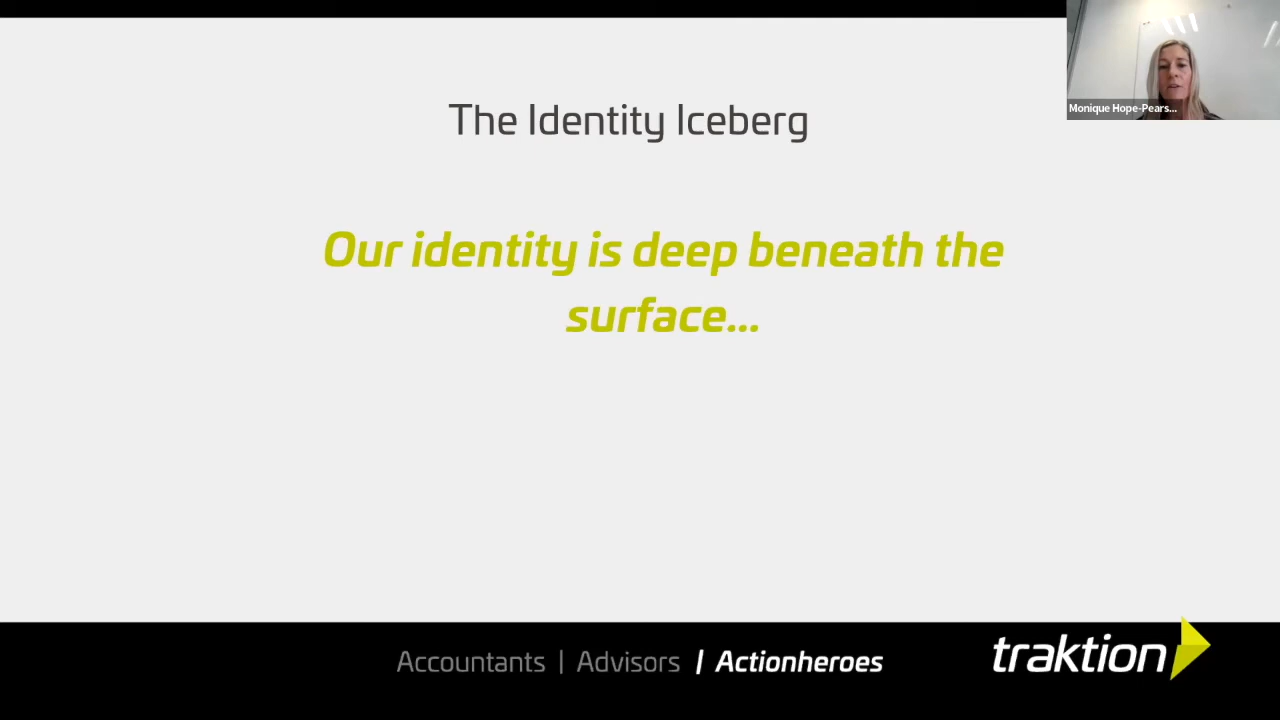 Monique Hope-Pears...
The Identity Iceberg
Our identity is deep beneath the
surface...
Accountants | Advisors | Actionheroes
traktion